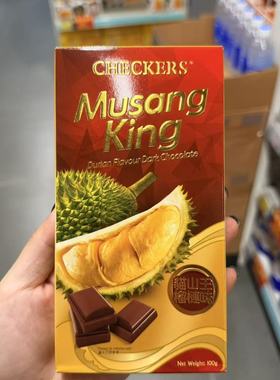 CHECKERS®
Musang
King
Durian Flavour Dark Chocolate
貓山王
榴槤味
Net Weight: 100g